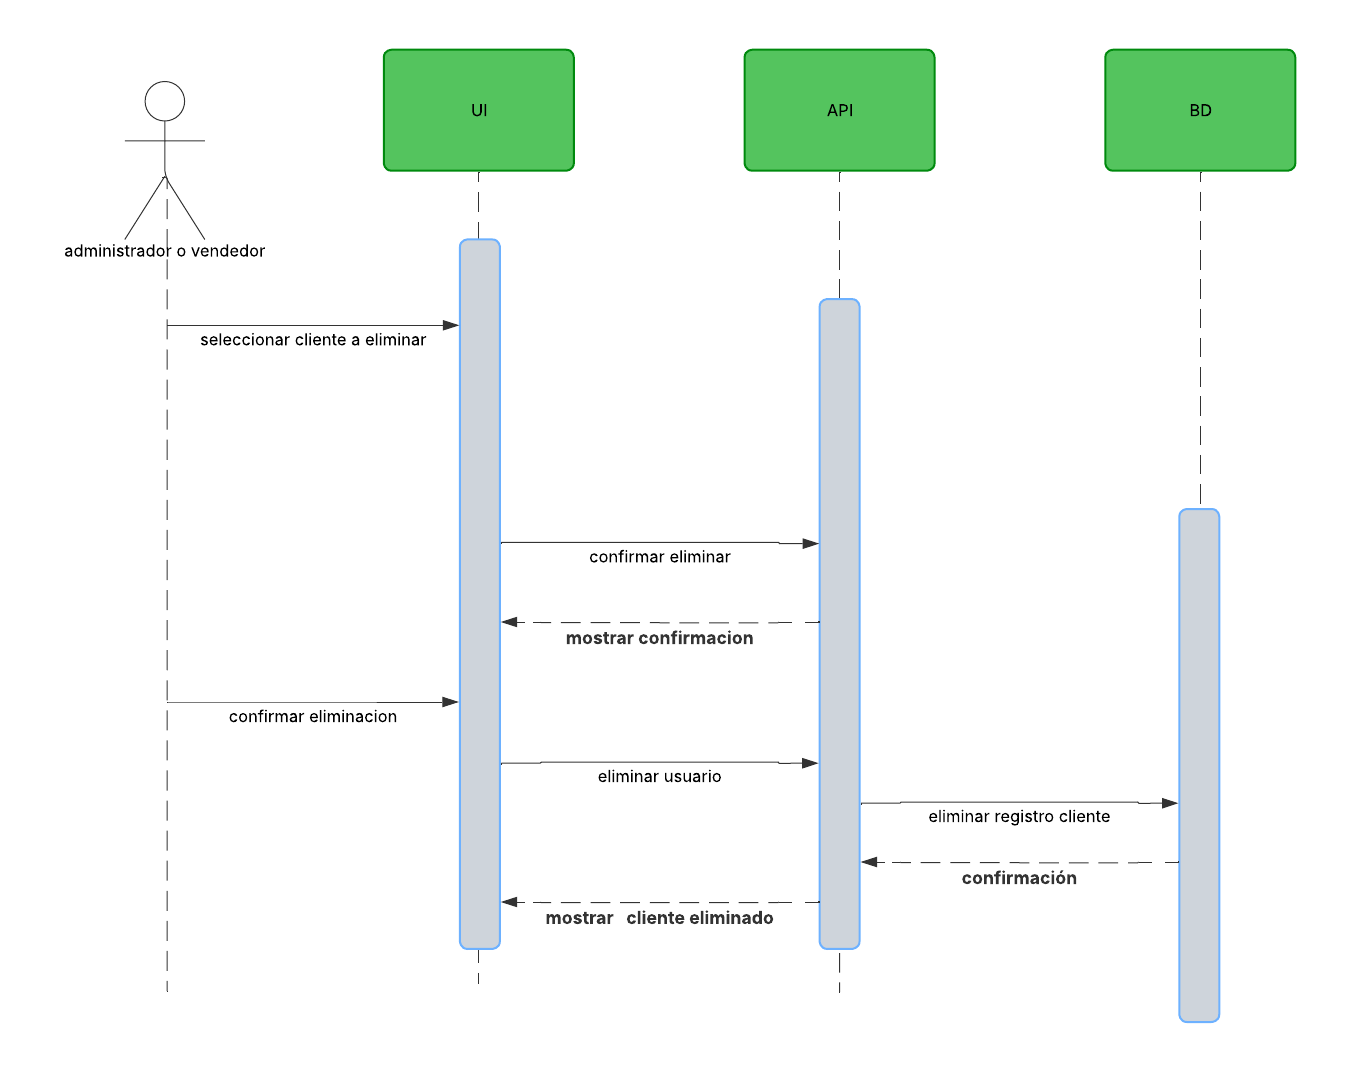 UI
API
BD
administrador o vendedor
seleccionar cliente a eliminar
confirmar eliminar
mostrar confirmacion
confirmar eliminacion
eliminar usuario
eliminar registro cliente
confirmación
mostrar cliente eliminado